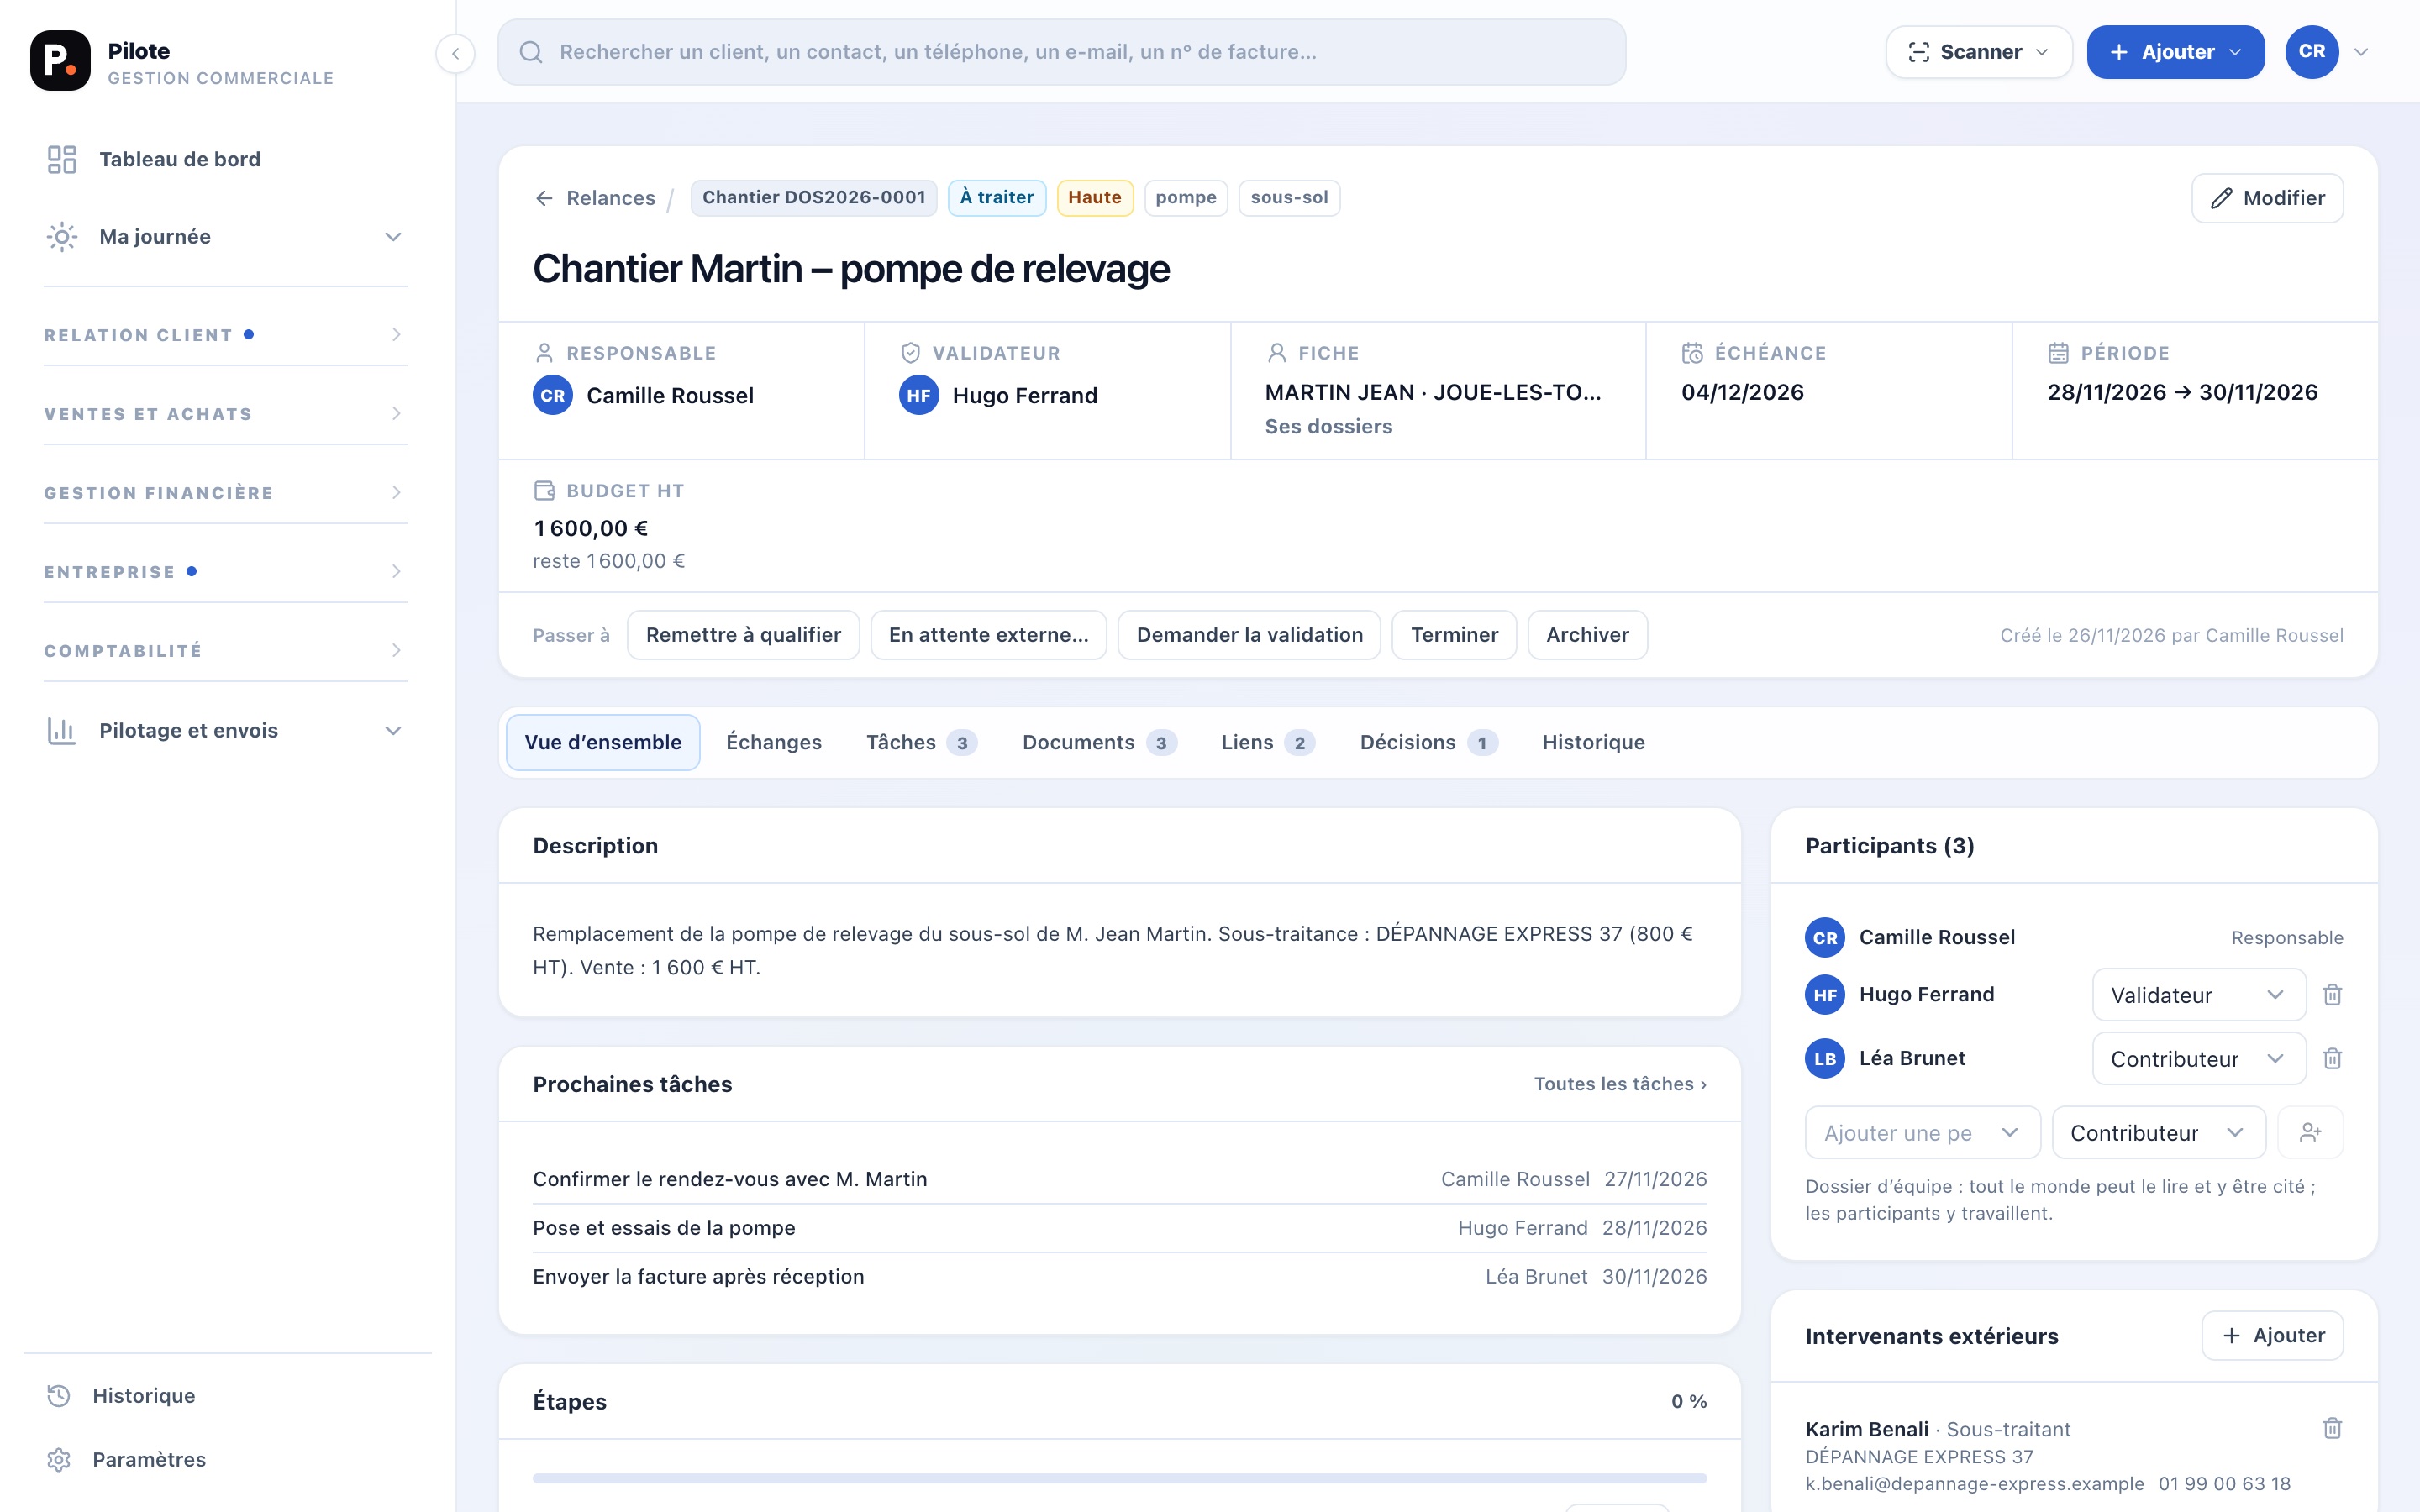 Pilote
GESTION COMMERCIALE
Rechercher un client, un contact, un téléphone, un e-mail, un n° de facture...
Scanner
Ajouter
CR
Tableau de bord
Ma journée
RELATION CLIENT
VENTES ET ACHATS
GESTION FINANCIÈRE
ENTREPRISE
COMPTABILITÉ
Pilotage et envois
Historique
Paramètres
Relances / Chantier DOS2026-0001 À traiter Haute pompe sous-sol
Modifier
Chantier Martin – pompe de relevage
RESPONSABLE
CR Camille Roussel
VALIDATEUR
HF Hugo Ferrand
FICHE
MARTIN JEAN · JOUE-LES-TO...
Ses dossiers
ÉCHÉANCE
04/12/2026
PÉRIODE
28/11/2026 → 30/11/2026
BUDGET HT
1 600,00 €
reste 1 600,00 €
Passer à Remettre à qualifier En attente externe... Demander la validation Terminer Archiver
Créé le 26/11/2026 par Camille Roussel
Vue d’ensemble Échanges Tâches 3 Documents 3 Liens 2 Décisions 1 Historique
Description
Remplacement de la pompe de relevage du sous-sol de M. Jean Martin. Sous-traitance : DÉPANNAGE EXPRESS 37 (800 €
HT). Vente : 1 600 € HT.
Prochaines tâches
Toutes les tâches ›
Confirmer le rendez-vous avec M. Martin Camille Roussel 27/11/2026
Pose et essais de la pompe Hugo Ferrand 28/11/2026
Envoyer la facture après réception Léa Brunet 30/11/2026
Étapes
0 %
Participants (3)
CR Camille Roussel Responsable
HF Hugo Ferrand Validateur
LB Léa Brunet Contributeur
Ajouter une pe Contributeur
Dossier d’équipe : tout le monde peut le lire et y être cité ;
les participants y travaillent.
Intervenants extérieurs
Ajouter
Karim Benali · Sous-traitant
DÉPANNAGE EXPRESS 37
k.benali@depannage-express.example 01 99 00 63 18